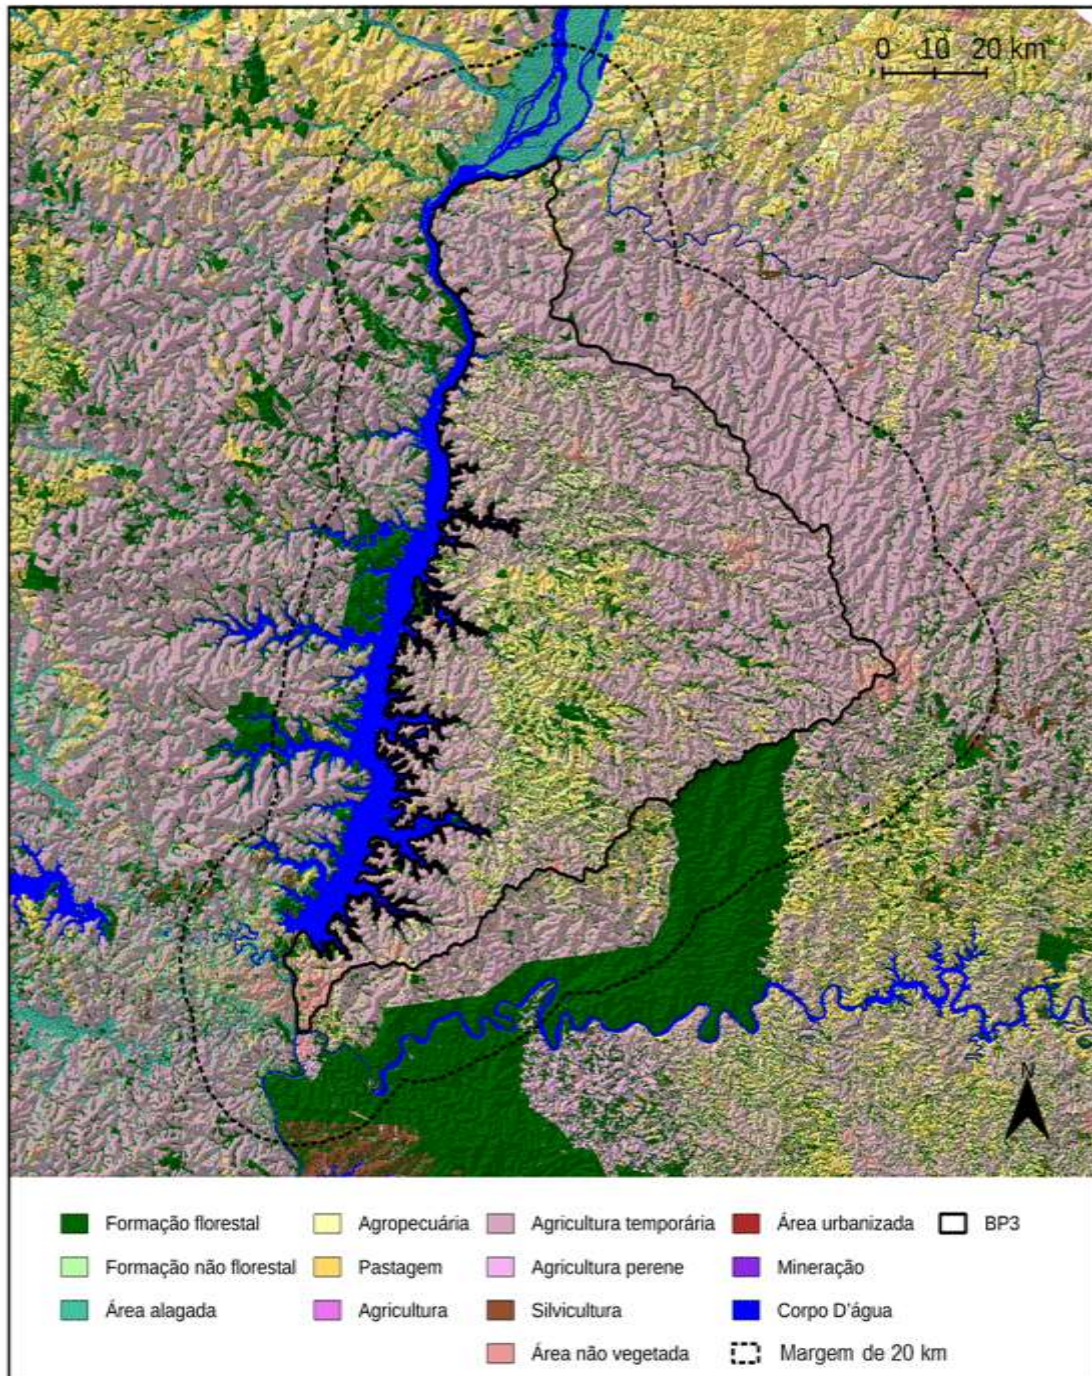 0 10 20 km
N
Formação florestal Agropecuária Agricultura temporária Área urbanizada BP3
Formação não florestal Pastagem Agricultura perene Mineração
Área alagada Agricultura Silvicultura Corpo D'água
Área não vegetada Margem de 20 km